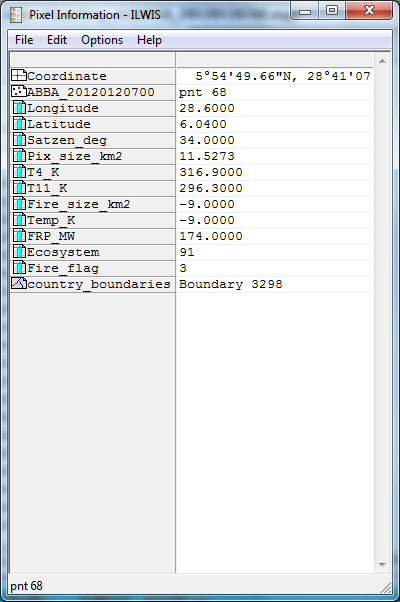 Pixel Information - ILWIS
File Edit Options Help
Coordinate 5°54'49.66"N, 28°41'07
ABBA_20120120700 pnt 68
Longitude 28.6000
Latitude 6.0400
Satzen_deg 34.0000
Pix_size_km2 11.5273
T4_K 316.9000
T11_K 296.3000
Fire_size_km2 -9.0000
Temp_K -9.0000
FRP_MW 174.0000
Ecosystem 91
Fire_flag 3
country_boundaries Boundary 3298
pnt 68